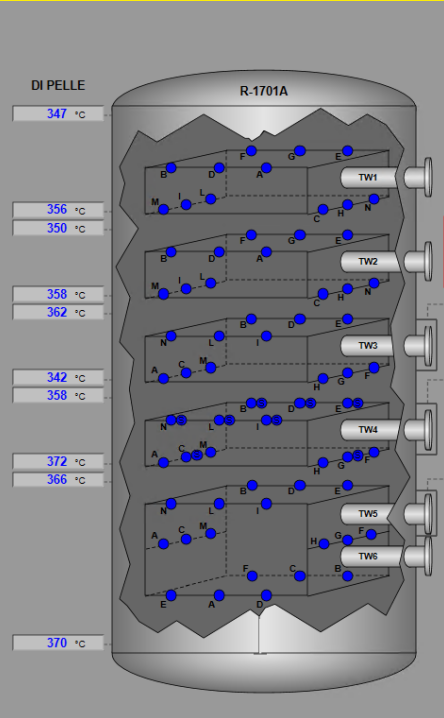 DI PELLE
R-1701A
347 °C
F G E
B D A
TW1
I L
M C H N
356 °C
350 °C
F G E
B D A
TW2
I L
M C H N
358 °C
362 °C
B D E
N L I
TW3
C M
A H G F
342 °C
358 °C
B S D S E S
N S L S I S
TW4
C S M
A H G S F
372 °C
366 °C
B D E
N L I
TW5
A C M
H G F
TW6
F C B
E A D
370 °C